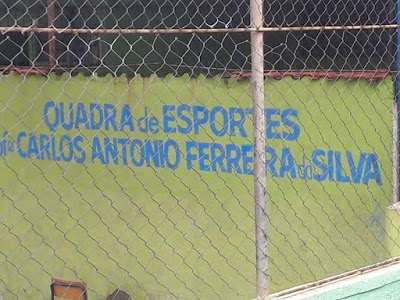 QUADRA de ESPORTES
CARLOS ANTONIO FERREIRA da SILVA